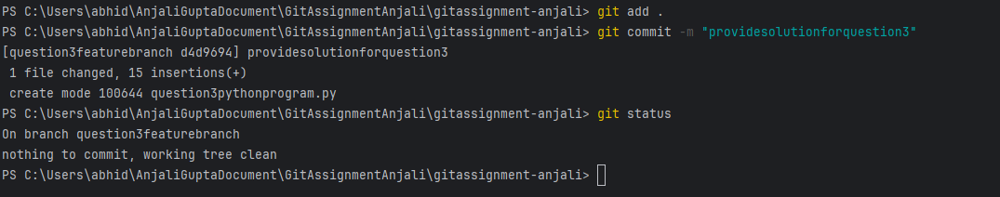 PS C:\Users\abhid\AnjaliGuptaDocument\GitAssignmentAnjali\gitassignment-anjali> git add .
PS C:\Users\abhid\AnjaliGuptaDocument\GitAssignmentAnjali\gitassignment-anjali> git commit -m "providesolutionforquestion3"
[question3featurebranch d4d9694] providesolutionforquestion3
 1 file changed, 15 insertions(+)
 create mode 100644 question3pythonprogram.py
PS C:\Users\abhid\AnjaliGuptaDocument\GitAssignmentAnjali\gitassignment-anjali> git status
On branch question3featurebranch
nothing to commit, working tree clean
PS C:\Users\abhid\AnjaliGuptaDocument\GitAssignmentAnjali\gitassignment-anjali>